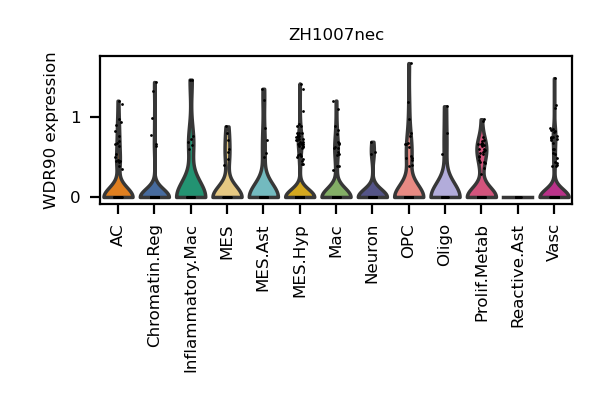 ZH1007nec
WDR90 expression
1
0
AC
Chromatin.Reg
Inflammatory.Mac
MES
MES.Ast
MES.Hyp
Mac
Neuron
OPC
Oligo
Prolif.Metab
Reactive.Ast
Vasc